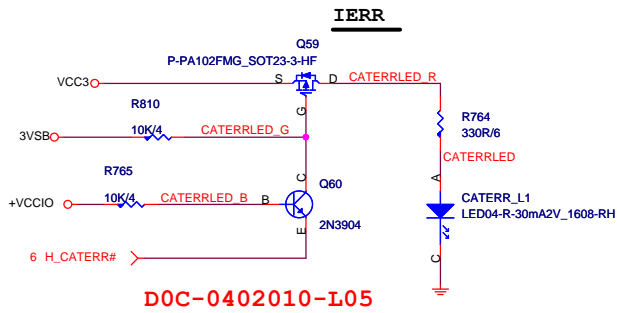 IERR
Q59
P-PA102FMG_SOT23-3-HF
VCC3
S
D
CATERRLED_R
G
R810
3VSB
10K/4
CATERRLED_G
R764
330R/6
CATERRLED
R765
C
Q60
A
CATERR_L1
+VCCIO
10K/4
CATERRLED_B
B
LED04-R-30mA2V_1608-RH
2N3904
E
6 H_CATERR#
C
D0C-0402010-L05